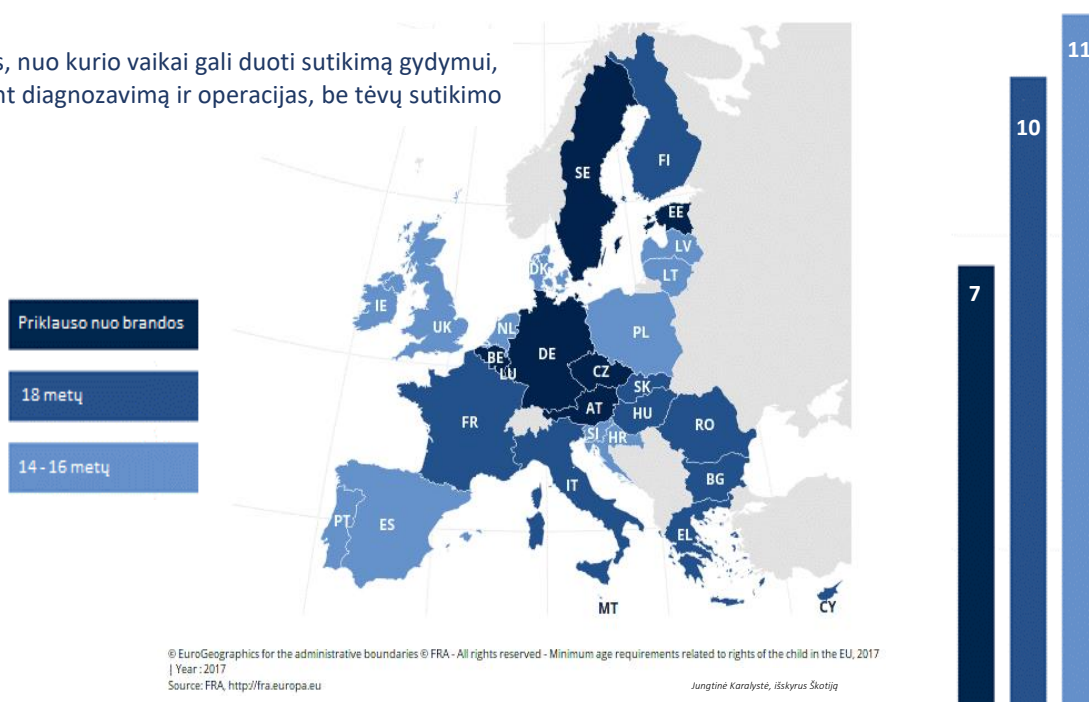 s, nuo kurio vaikai gali duoti sutikimą gydymui,
nt diagnozavimą ir operacijas, be tėvų sutikimo
Priklauso nuo brandos
18 metų
14 - 16 metų
SE
FI
EE
LV
LT
DK
IE
UK
NL
PL
BE
LU
DE
CZ
SK
AT
HU
FR
SI
HR
RO
BG
IT
PT
ES
EL
MT
CY
7
10
11
© EuroGeographics for the administrative boundaries © FRA - All rights reserved - Minimum age requirements related to rights of the child in the EU, 2017
| Year : 2017
Source: FRA, http://fra.europa.eu
Jungtinė Karalystė, išskyrus Škotiją